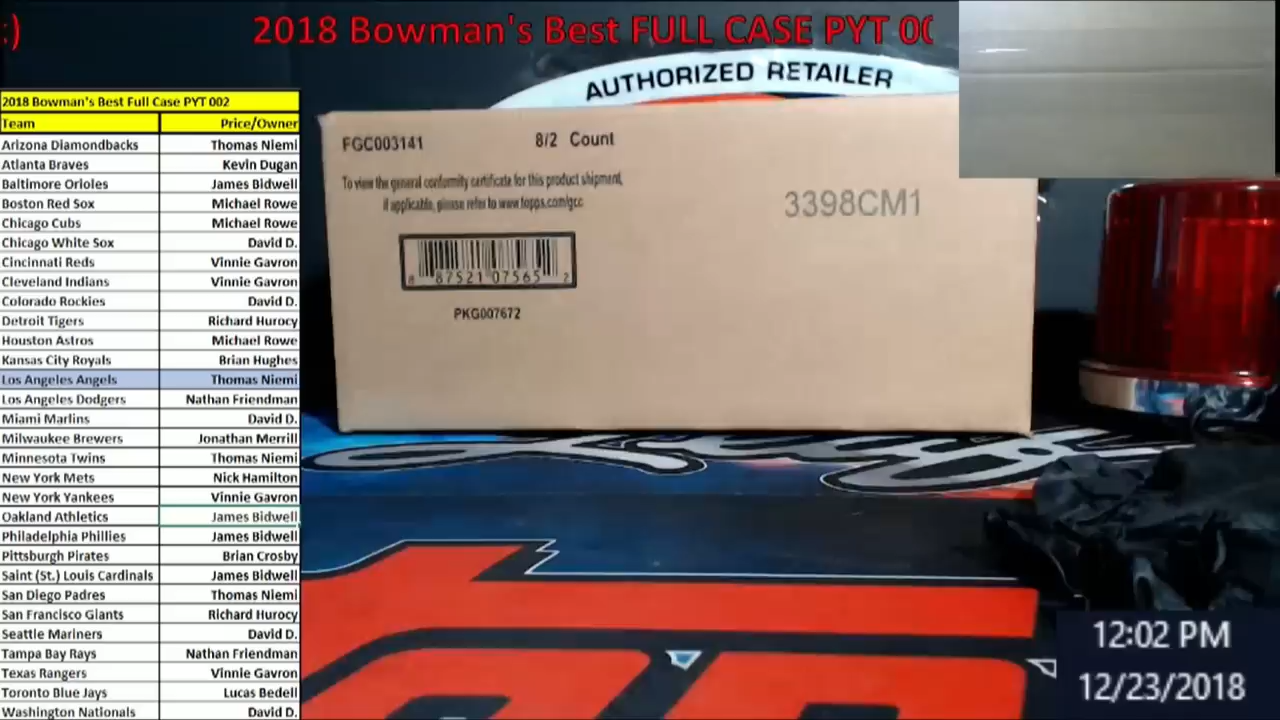 :)
2018 Bowman's Best FULL CASE PYT 00
AUTHORIZED RETAILER
2018 Bowman's Best Full Case PYT 002
Team Price/Owner
Arizona Diamondbacks Thomas Niemi
Atlanta Braves Kevin Dugan
Baltimore Orioles James Bidwell
Boston Red Sox Michael Rowe
Chicago Cubs Michael Rowe
Chicago White Sox David D.
Cincinnati Reds Vinnie Gavron
Cleveland Indians Vinnie Gavron
Colorado Rockies David D.
Detroit Tigers Richard Hurocy
Houston Astros Michael Rowe
Kansas City Royals Brian Hughes
Los Angeles Angels Thomas Niemi
Los Angeles Dodgers Nathan Friendman
Miami Marlins David D.
Milwaukee Brewers Jonathan Merrill
Minnesota Twins Thomas Niemi
New York Mets Nick Hamilton
New York Yankees Vinnie Gavron
Oakland Athletics James Bidwell
Philadelphia Phillies James Bidwell
Pittsburgh Pirates Brian Crosby
Saint (St.) Louis Cardinals James Bidwell
San Diego Padres Thomas Niemi
San Francisco Giants Richard Hurocy
Seattle Mariners David D.
Tampa Bay Rays Nathan Friendman
Texas Rangers Vinnie Gavron
Toronto Blue Jays Lucas Bedell
Washington Nationals David D.
FGC003141 8/2 Count
To view the general conformity certificate for this product shipment,
if applicable, please refer to www.topps.com/gcc
3398CM1
8 87521 07565 2
PKG007672
12:02 PM
12/23/2018